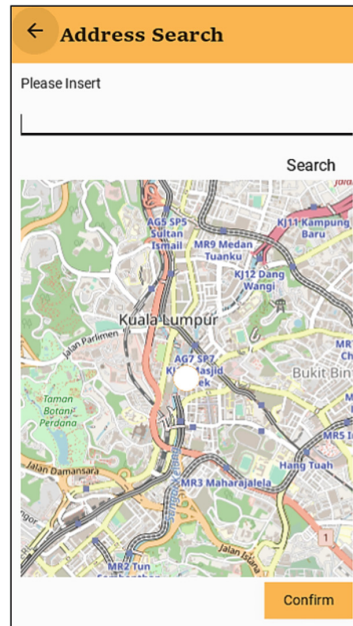 Address Search
Please Insert
Search
AG5 SP5
Sultan
Ismail
MR9 Medan
Tuanku
KJ11 Kampung
Baru
KJ12 Dang
Wangi
Kuala Lumpur
Jalan Parlimen
AG7 SP7
Bukit Bin
Taman
Botani
Perdana
Jalan Damansara
Hang Tuah
MR3 Maharajalela
Jalan Istana
1
MR2 Tun
Confirm